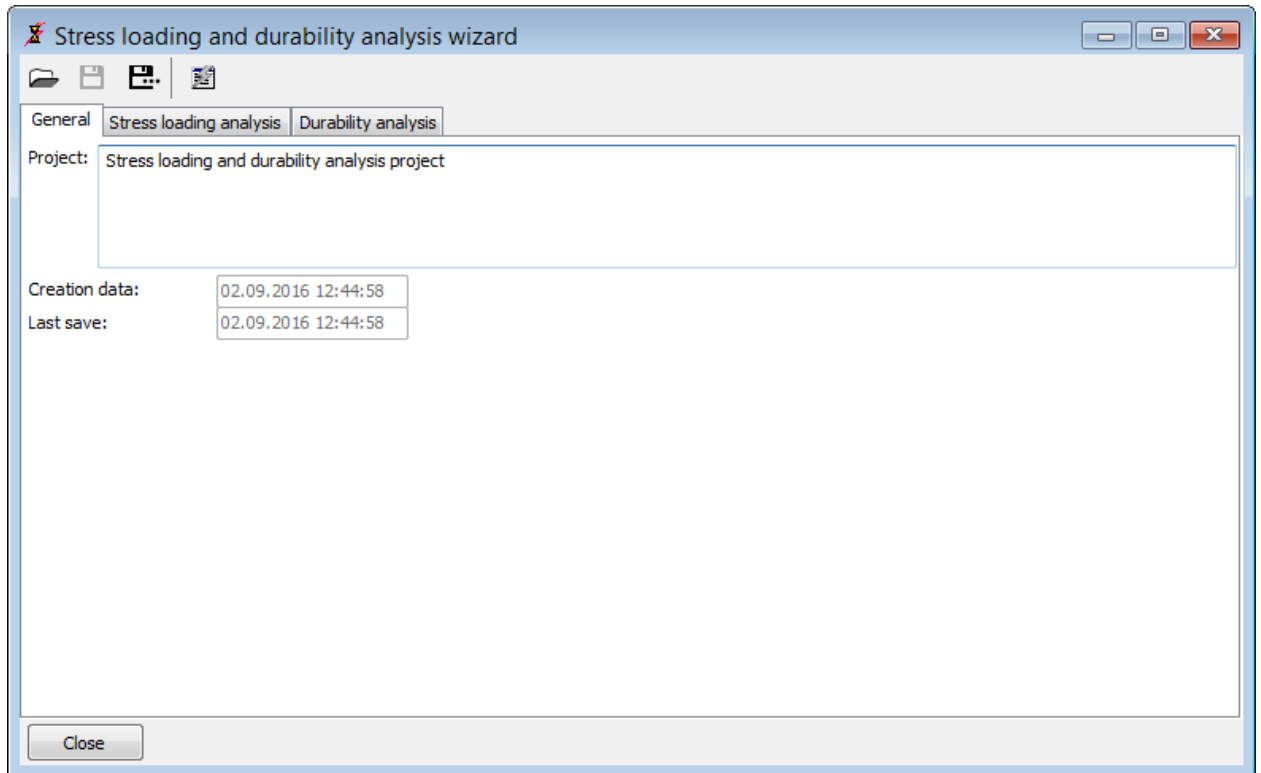 Stress loading and durability analysis wizard
General Stress loading analysis Durability analysis
Project: Stress loading and durability analysis project
Creation data: 02.09.2016 12:44:58
Last save: 02.09.2016 12:44:58
Close